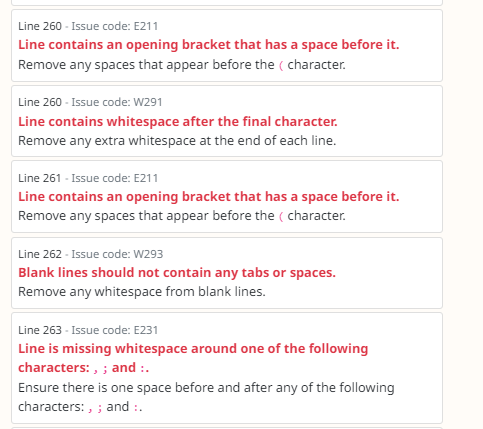 Line 260 - Issue code: E211
Line contains an opening bracket that has a space before it.
Remove any spaces that appear before the ( character.
Line 260 - Issue code: W291
Line contains whitespace after the final character.
Remove any extra whitespace at the end of each line.
Line 261 - Issue code: E211
Line contains an opening bracket that has a space before it.
Remove any spaces that appear before the ( character.
Line 262 - Issue code: W293
Blank lines should not contain any tabs or spaces.
Remove any whitespace from blank lines.
Line 263 - Issue code: E231
Line is missing whitespace around one of the following
characters: , ; and :.
Ensure there is one space before and after any of the following
characters: , ; and :.